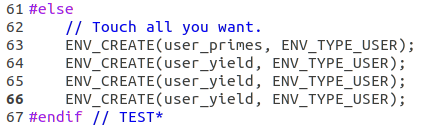 61 #else
62     // Touch all you want.
63     ENV_CREATE(user_primes, ENV_TYPE_USER);
64     ENV_CREATE(user_yield, ENV_TYPE_USER);
65     ENV_CREATE(user_yield, ENV_TYPE_USER);
66     ENV_CREATE(user_yield, ENV_TYPE_USER);
67 #endif // TEST*